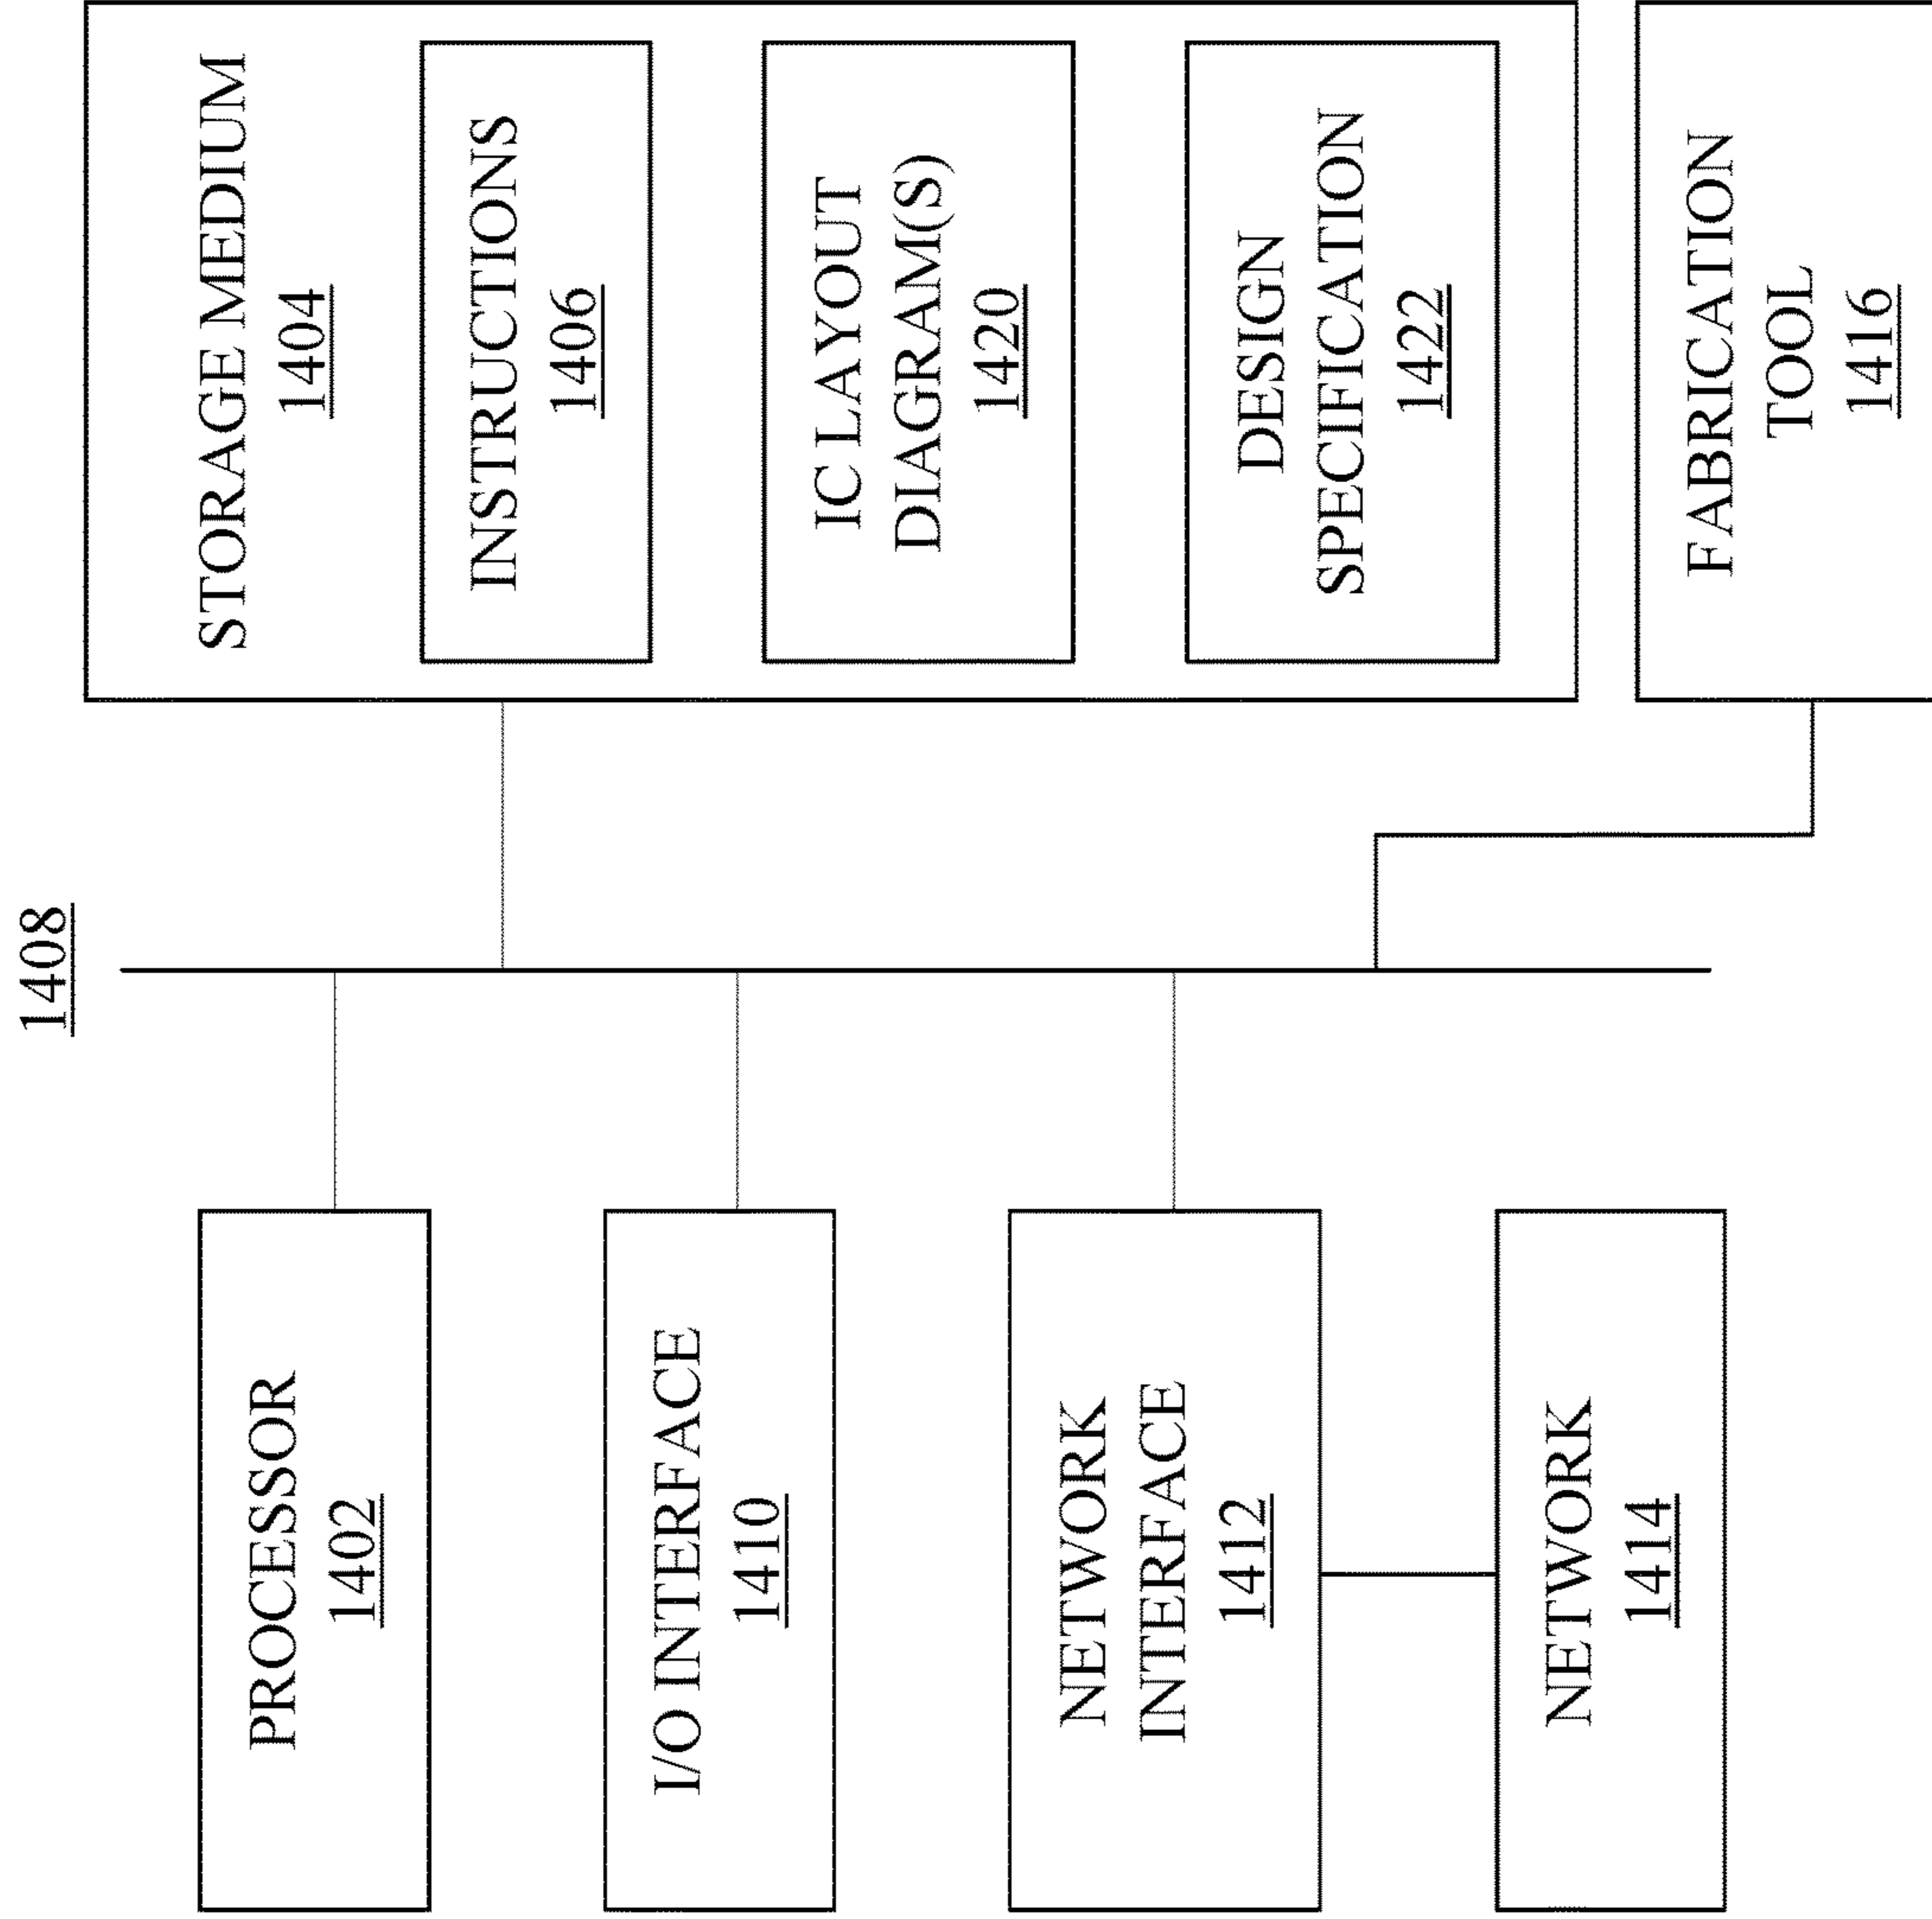 1408
PROCESSOR
1402
I/O INTERFACE
1410
NETWORK
INTERFACE
1412
NETWORK
1414
STORAGE MEDIUM
1404
INSTRUCTIONS
1406
IC LAYOUT
DIAGRAM(S)
1420
DESIGN
SPECIFICATION
1422
FABRICATION
TOOL
1416